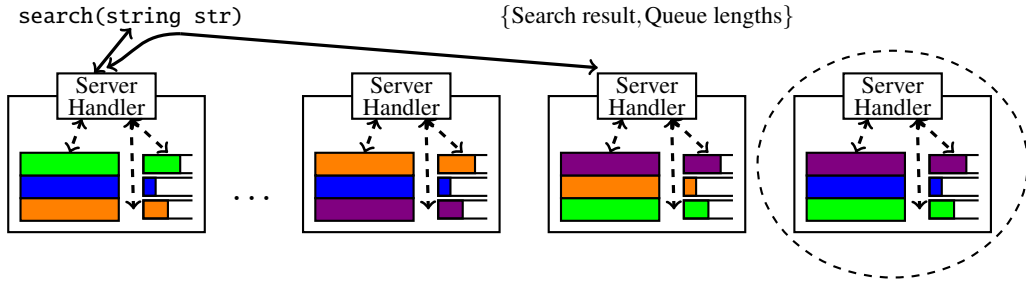 search(string str)
{Search result, Queue lengths}
Server
Handler
Server
Handler
Server
Handler
Server
Handler
...